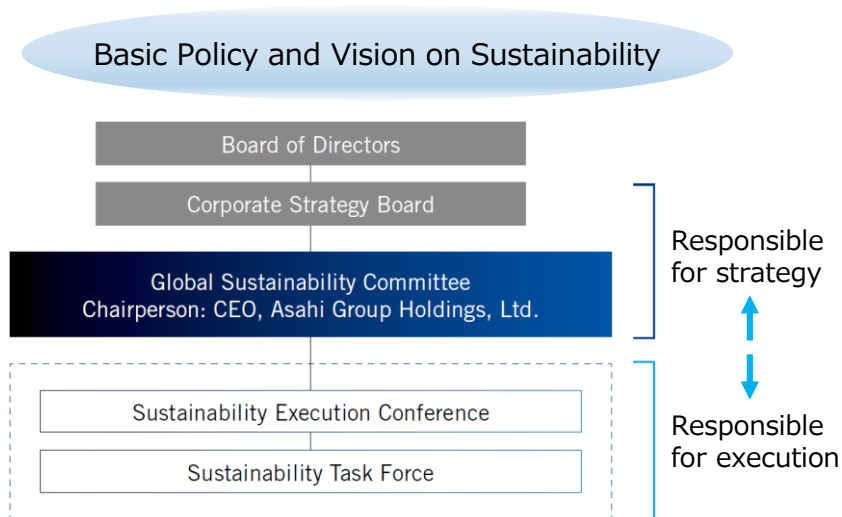 Basic Policy and Vision on Sustainability
Board of Directors
Corporate Strategy Board
Global Sustainability Committee
Chairperson: CEO, Asahi Group Holdings, Ltd.
Responsible
for strategy
Sustainability Execution Conference
Sustainability Task Force
Responsible
for execution